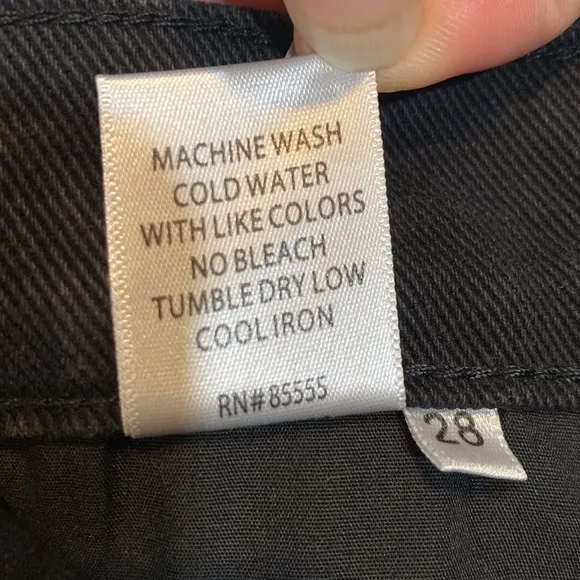 MACHINE WASH
COLD WATER
WITH LIKE COLORS
NO BLEACH
TUMBLE DRY LOW
COOL IRON
RN#85555
28